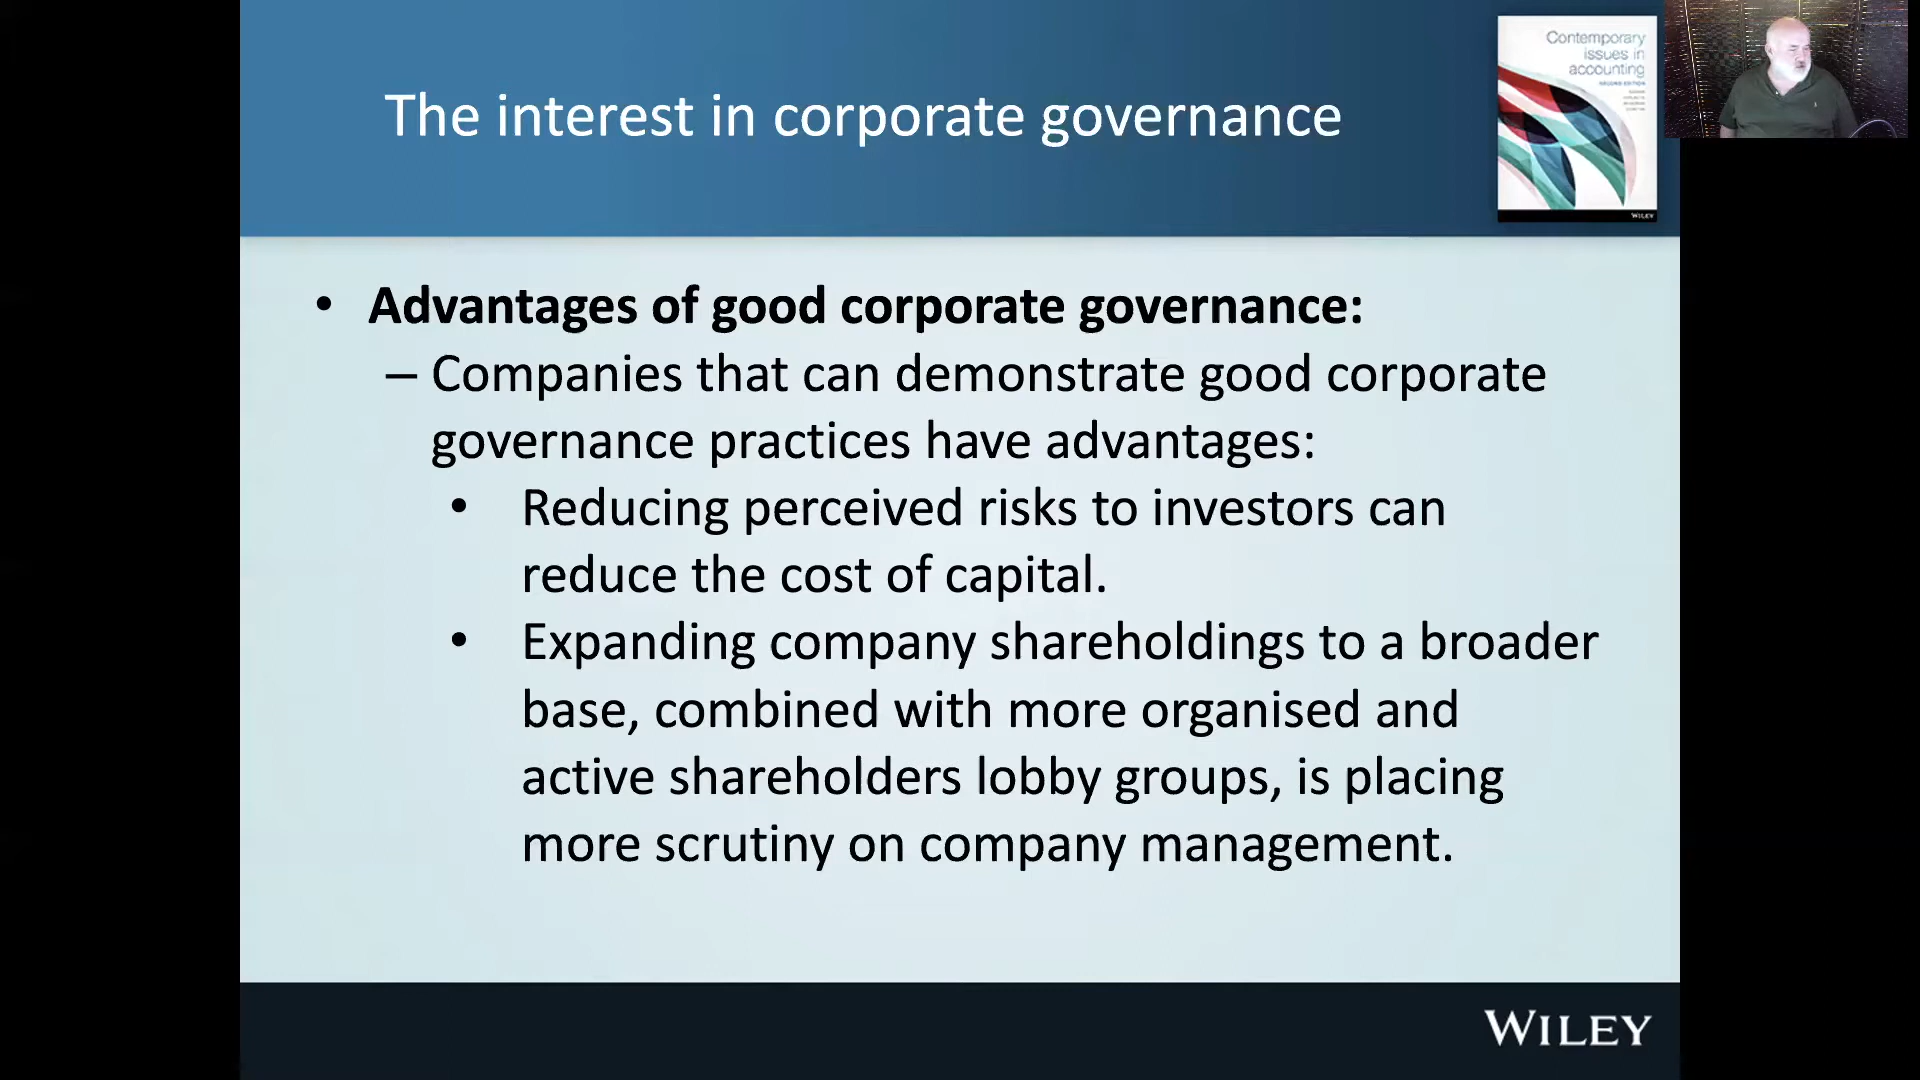 The interest in corporate governance
Contemporary
issues in
accounting
SECOND EDITION
WILEY
• Advantages of good corporate governance:
– Companies that can demonstrate good corporate
governance practices have advantages:
• Reducing perceived risks to investors can
reduce the cost of capital.
• Expanding company shareholdings to a broader
base, combined with more organised and
active shareholders lobby groups, is placing
more scrutiny on company management.
WILEY